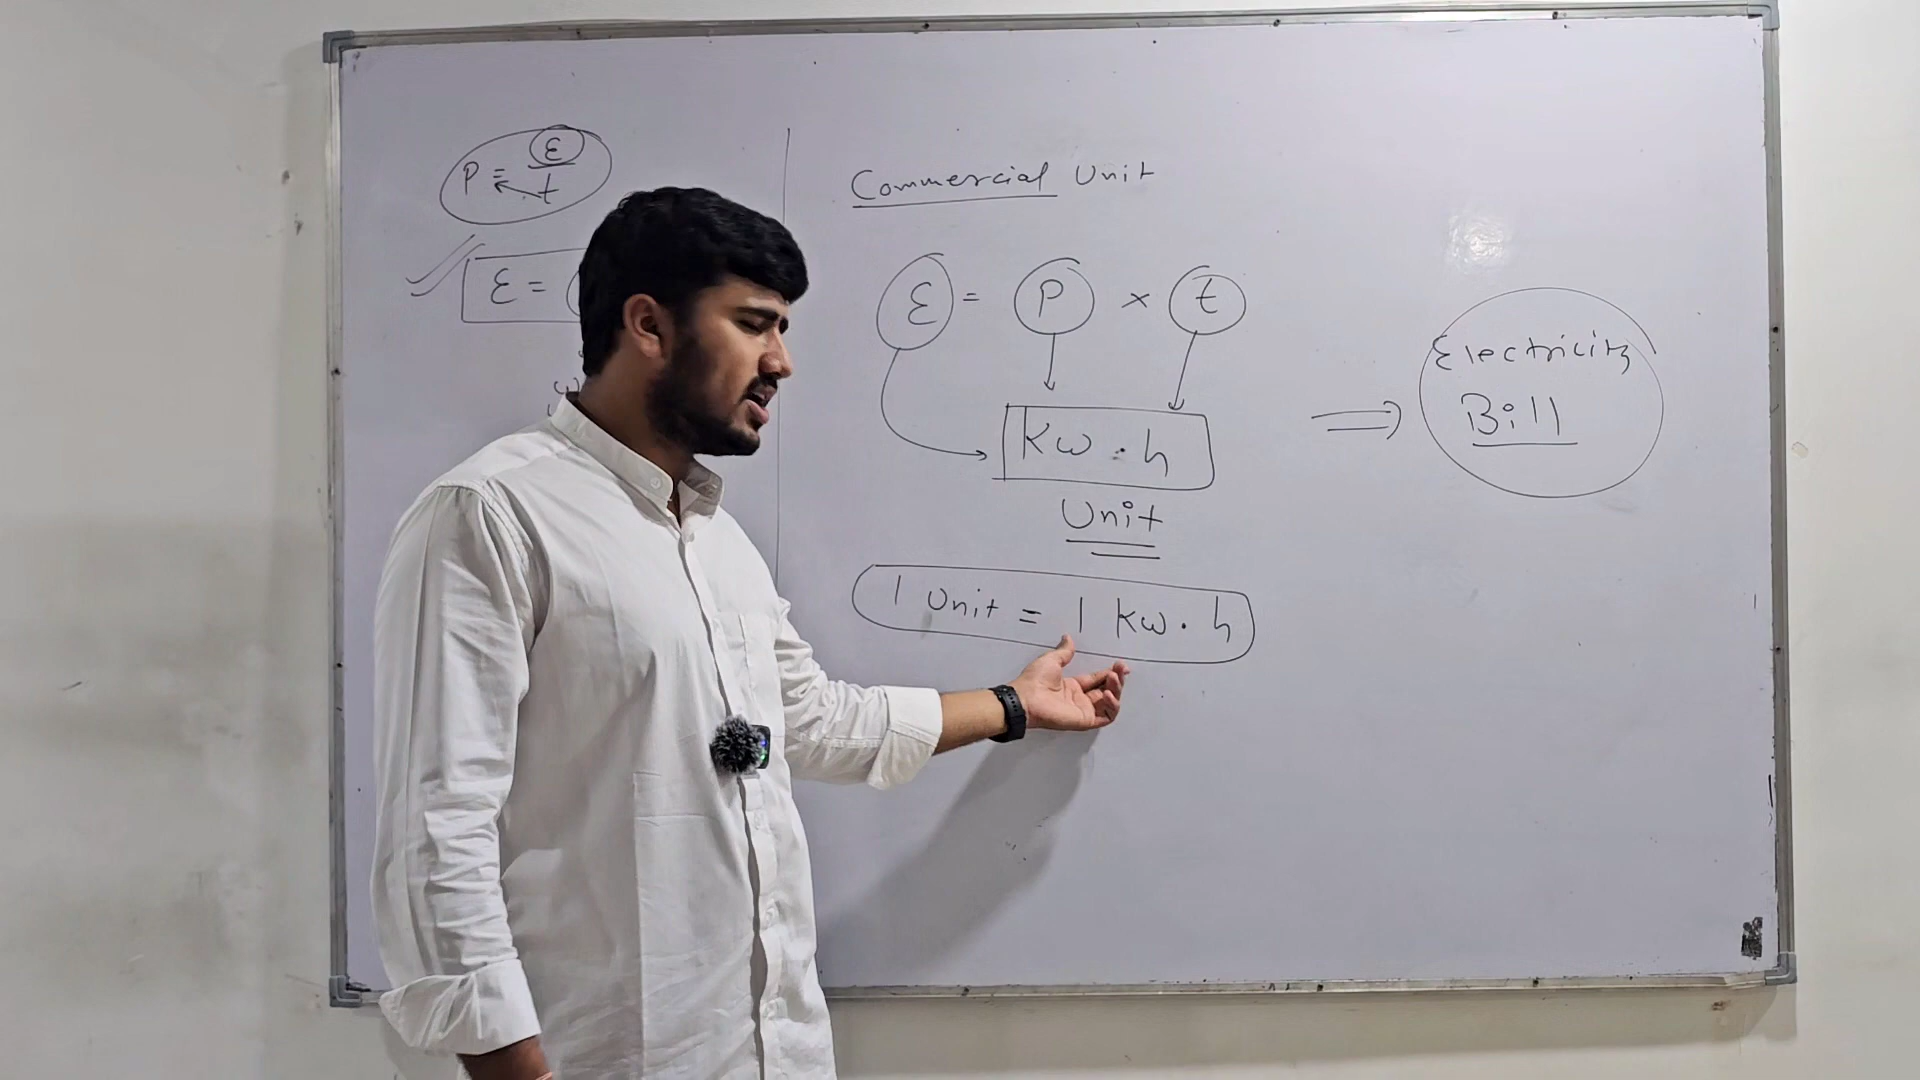 P = E/t
E =
Commercial Unit
E = P × t
Kw.h
Unit
1 Unit = 1 Kw.h
⇒ Electricity
Bill